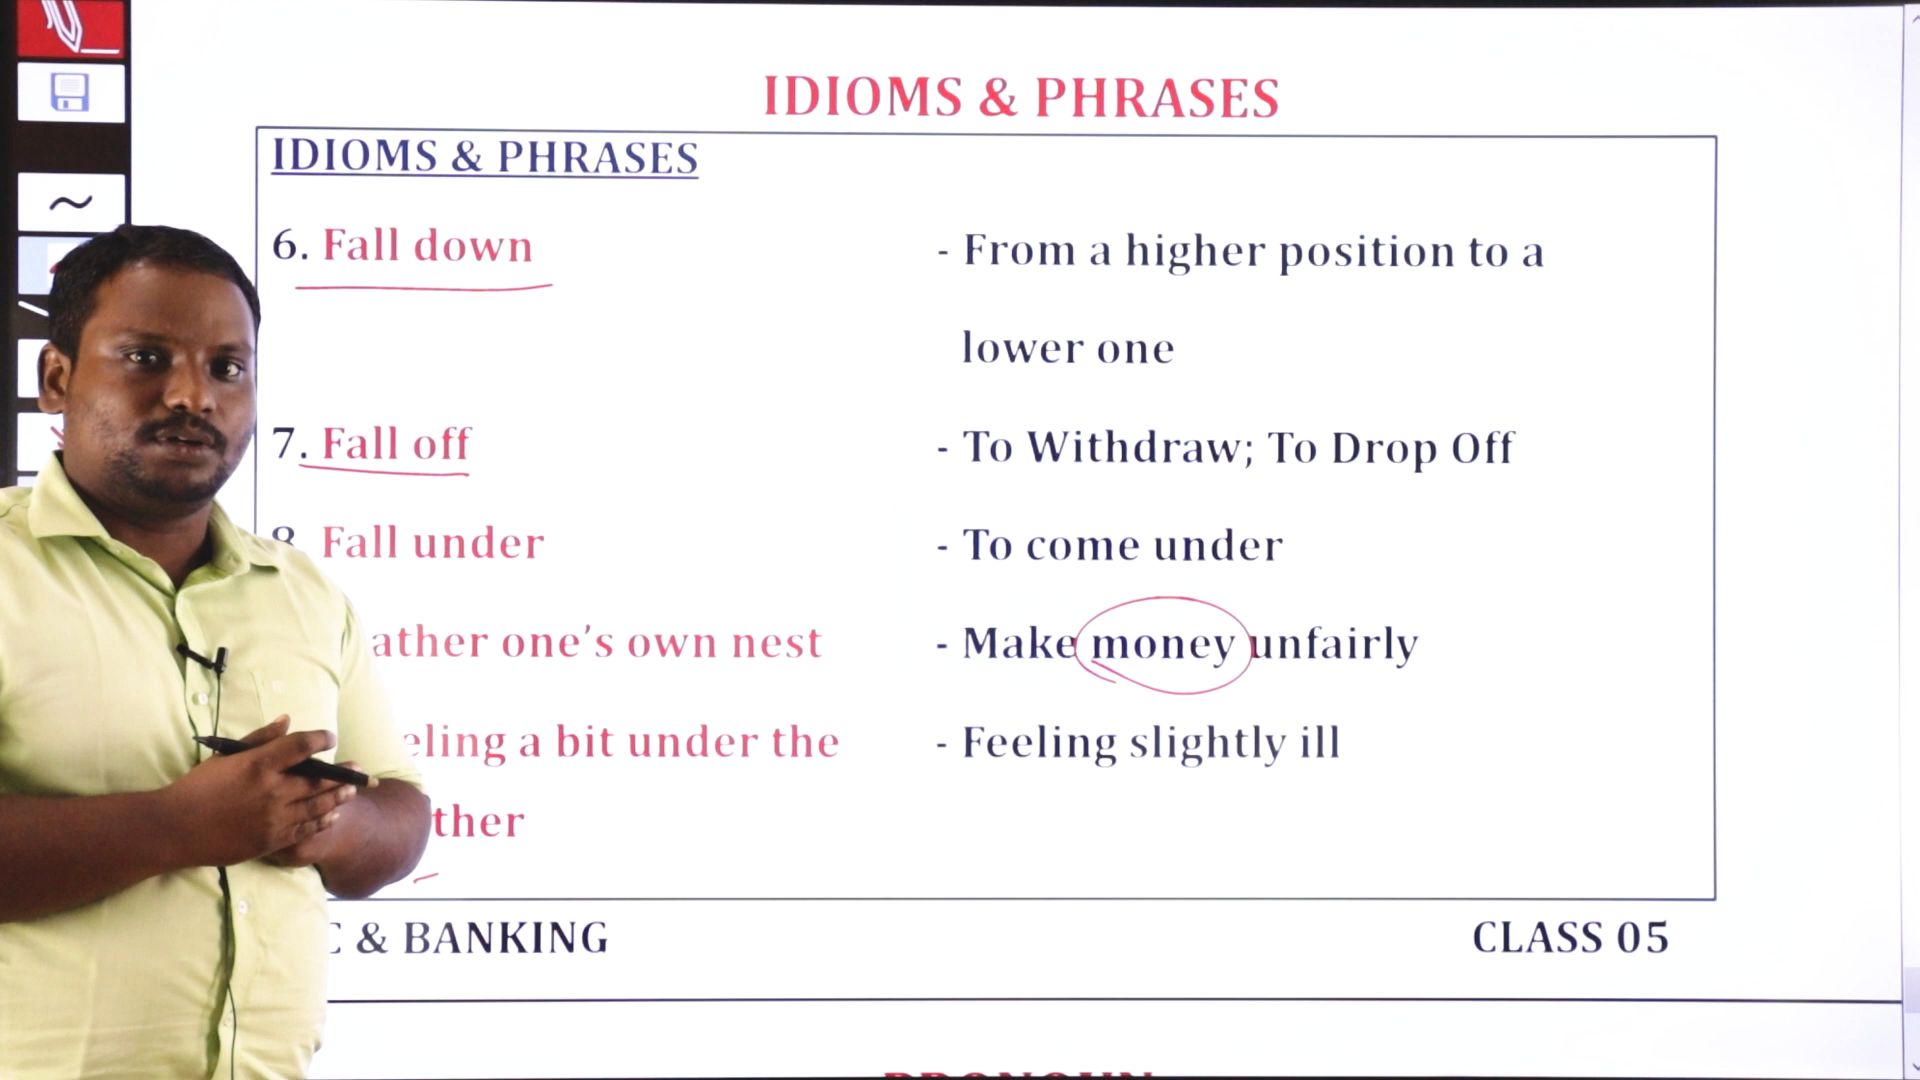 IDIOMS & PHRASES
IDIOMS & PHRASES
6. Fall down - From a higher position to a
lower one
7. Fall off - To Withdraw; To Drop Off
8. Fall under - To come under
ather one's own nest - Make money unfairly
eling a bit under the - Feeling slightly ill
ther
& BANKING CLASS 05
PRONOUN